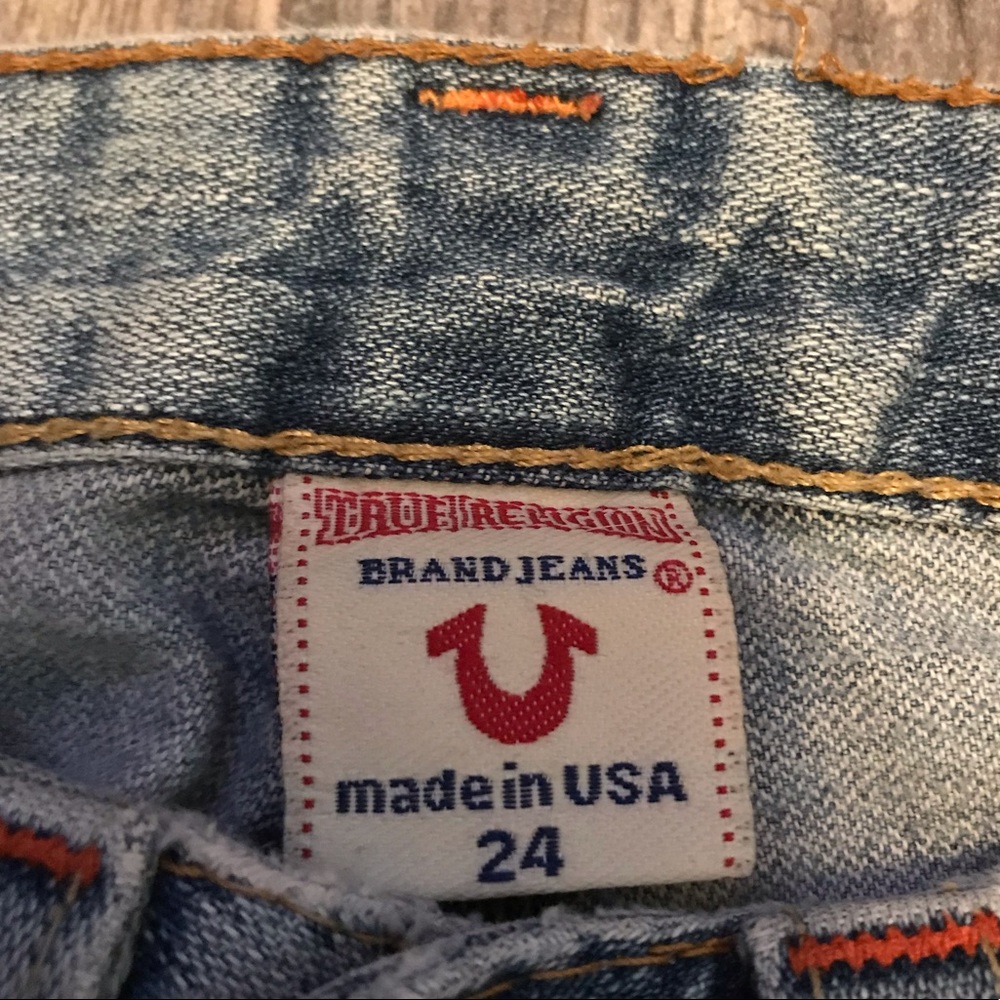 TRUE RELIGION
BRAND JEANS ®
made in USA
24